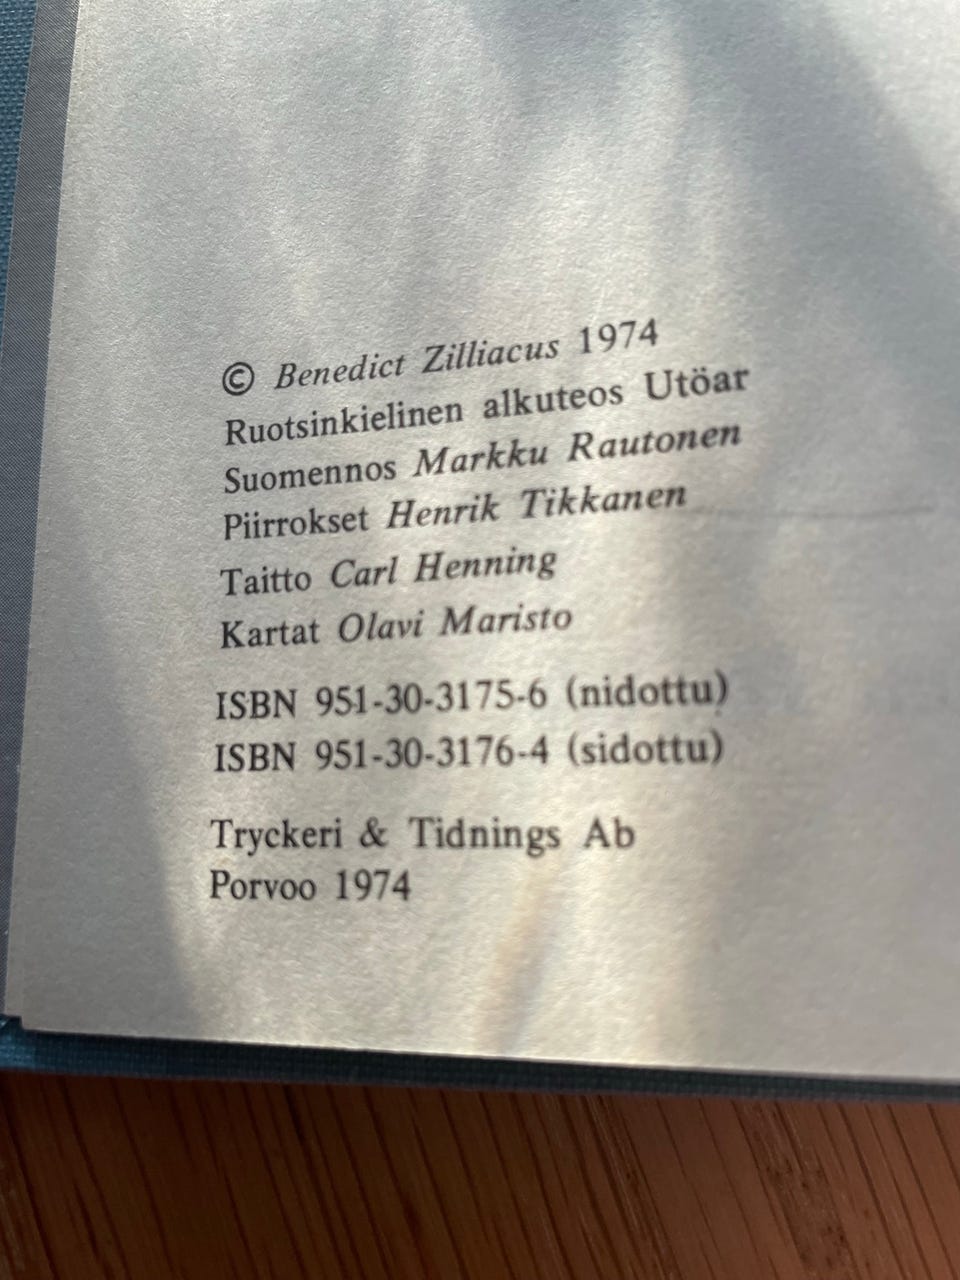 © Benedict Zilliacus 1974
Ruotsinkielinen alkuteos Utöar
Suomennos Markku Rautonen
Piirrokset Henrik Tikkanen
Taitto Carl Henning
Kartat Olavi Maristo
ISBN 951-30-3175-6 (nidottu)
ISBN 951-30-3176-4 (sidottu)
Tryckeri & Tidnings Ab
Porvoo 1974